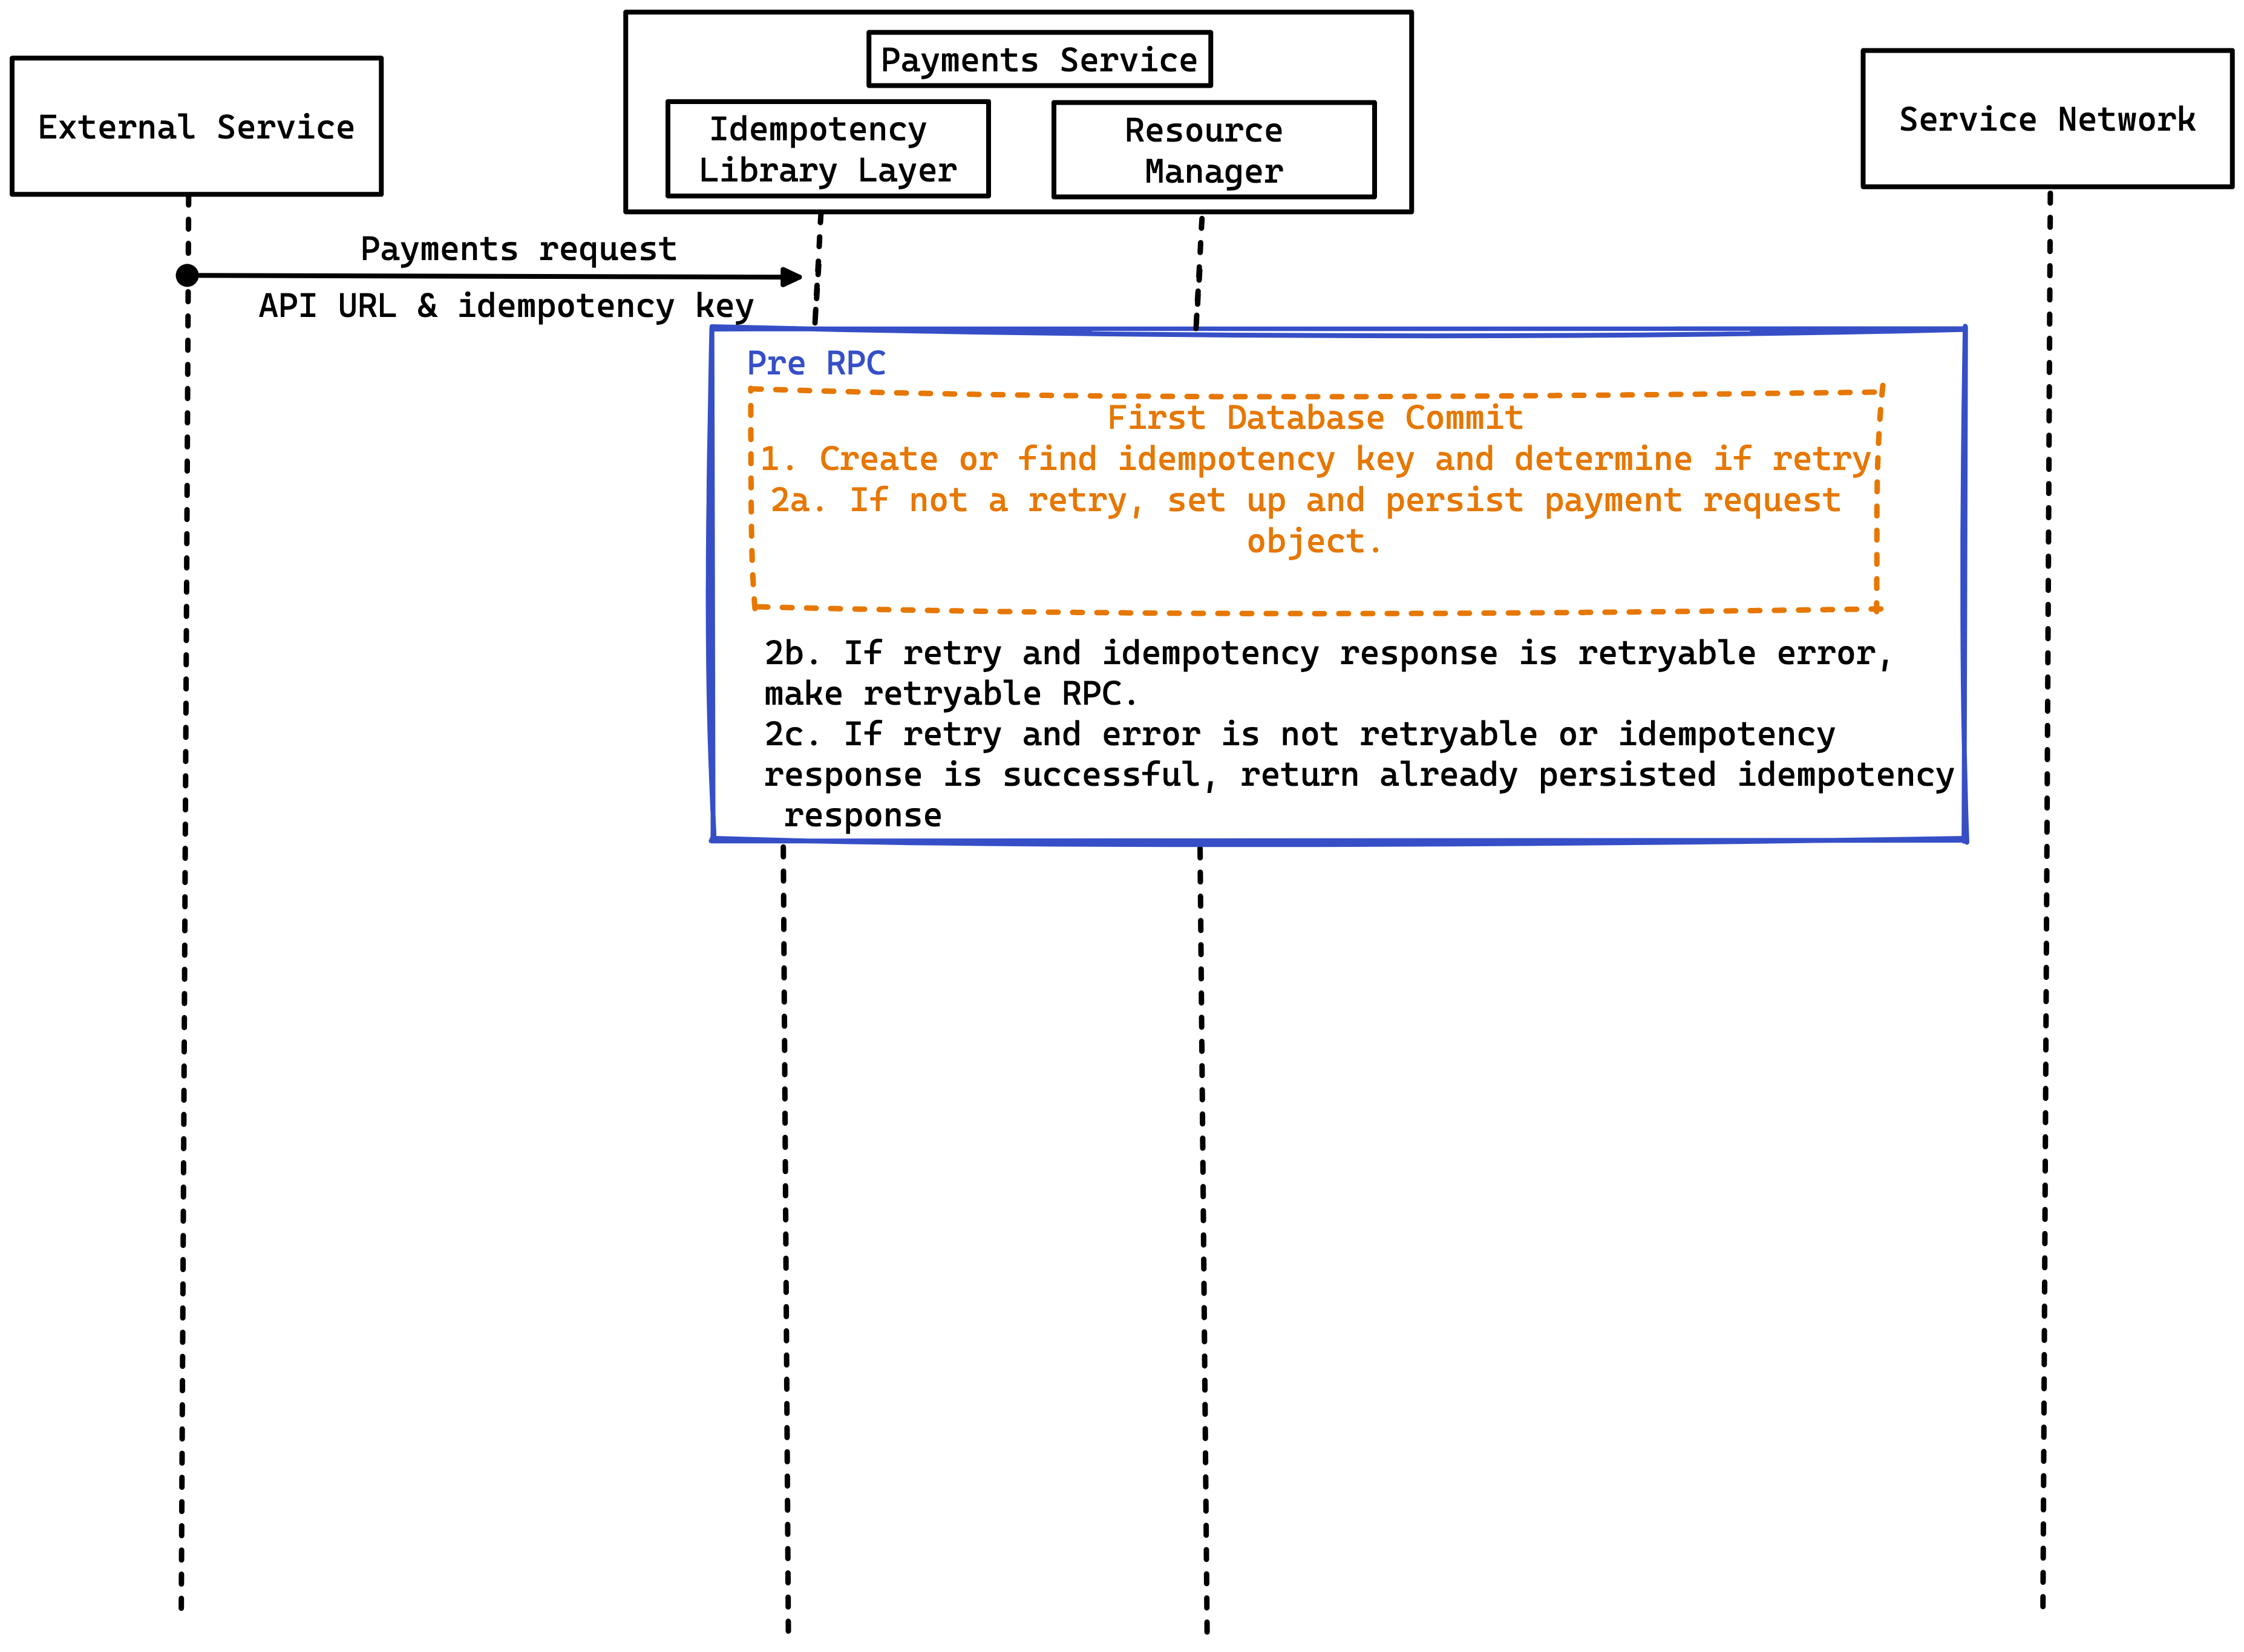 External Service
Payments Service
Idempotency
Library Layer
Resource
Manager
Service Network
Payments request
API URL & idempotency key
Pre RPC
First Database Commit
1. Create or find idempotency key and determine if retry
2a. If not a retry, set up and persist payment request
object.
2b. If retry and idempotency response is retryable error,
make retryable RPC.
2c. If retry and error is not retryable or idempotency
response is successful, return already persisted idempotency
response